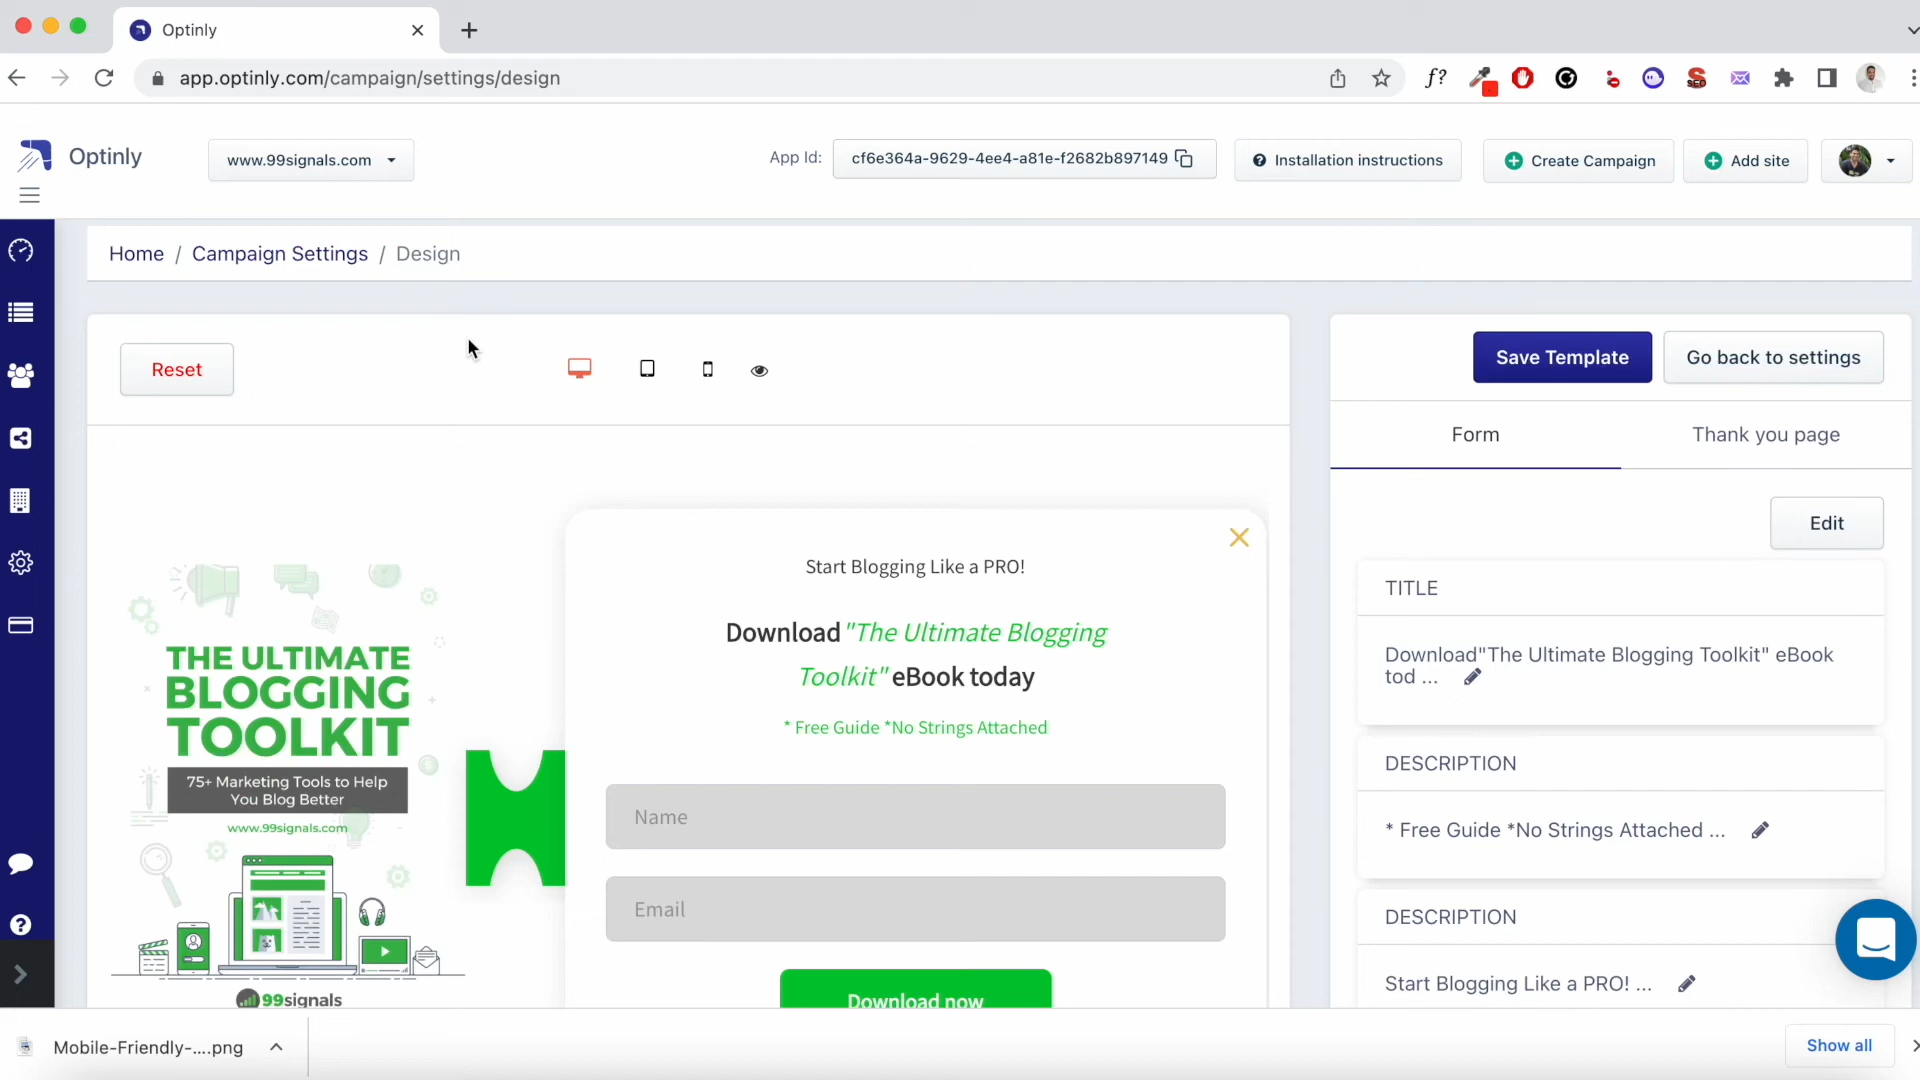 Optinly
app.optinly.com/campaign/settings/design
f?
SEO
Optinly
www.99signals.com
App Id:
cf6e364a-9629-4ee4-a81e-f2682b897149
Installation instructions
Create Campaign
Add site
Home / Campaign Settings / Design
Reset
Save Template
Go back to settings
Form
Thank you page
Edit
THE ULTIMATE
BLOGGING
TOOLKIT
75+ Marketing Tools to Help
You Blog Better
www.99signals.com
99signals
Start Blogging Like a PRO!
Download "The Ultimate Blogging
Toolkit" eBook today
* Free Guide *No Strings Attached
Name
Email
Download now
TITLE
Download"The Ultimate Blogging Toolkit" eBook
tod ...
DESCRIPTION
* Free Guide *No Strings Attached ...
DESCRIPTION
Start Blogging Like a PRO! ...
Mobile-Friendly-....png
Show all